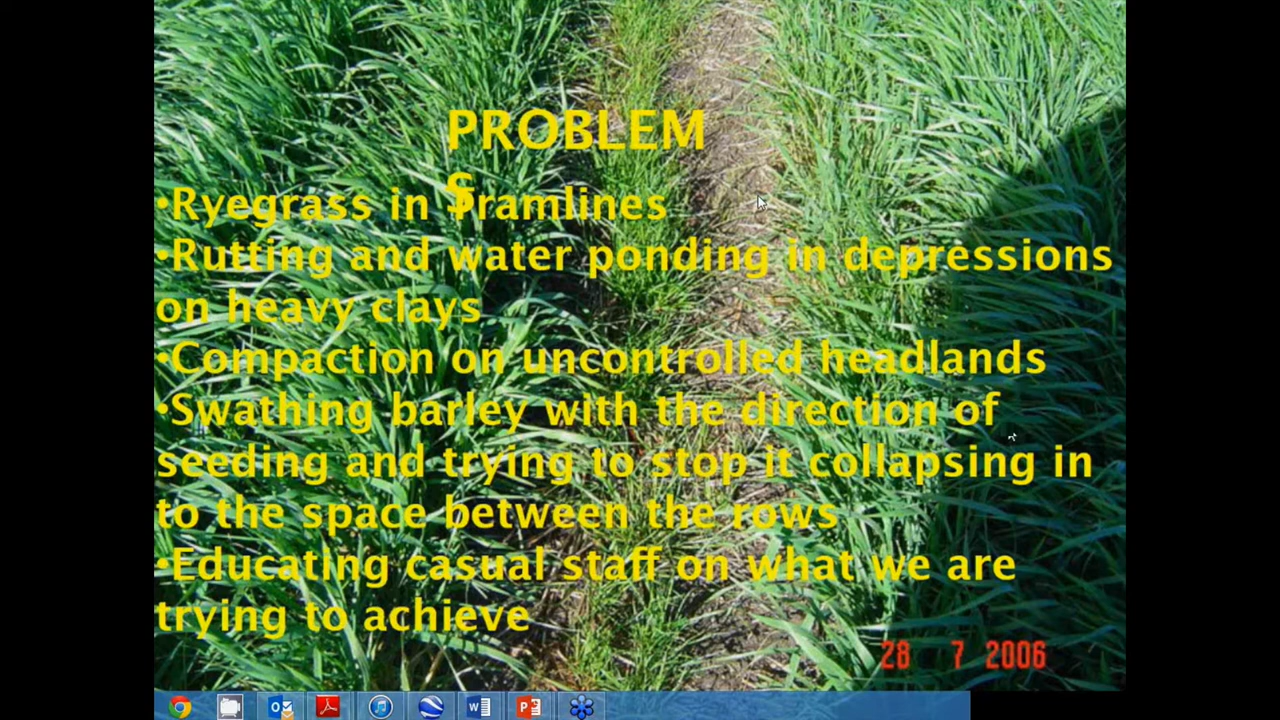 PROBLEM
S
•Ryegrass in Tramlines
•Rutting and water ponding in depressions
on heavy clays
•Compaction on uncontrolled headlands
•Swathing barley with the direction of
seeding and trying to stop it collapsing in
to the space between the rows
•Educating casual staff on what we are
trying to achieve
28 7 2006